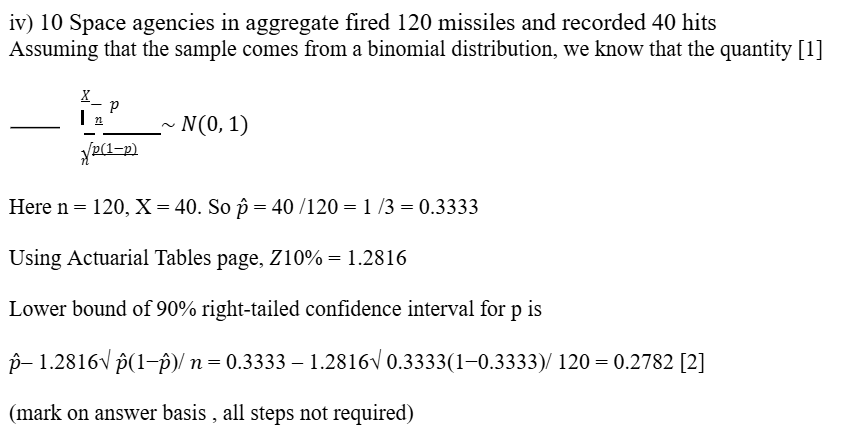 iv) 10 Space agencies in aggregate fired 120 missiles and recorded 40 hits
Assuming that the sample comes from a binomial distribution, we know that the quantity [1]
X
— p
n
~ N(0, 1)
√p(1−p)
n
Here n = 120, X = 40. So p̂ = 40 /120 = 1 /3 = 0.3333
Using Actuarial Tables page, Z10% = 1.2816
Lower bound of 90% right-tailed confidence interval for p is
p̂– 1.2816√ p̂(1−p̂)/ n = 0.3333 – 1.2816√ 0.3333(1−0.3333)/ 120 = 0.2782 [2]
(mark on answer basis , all steps not required)